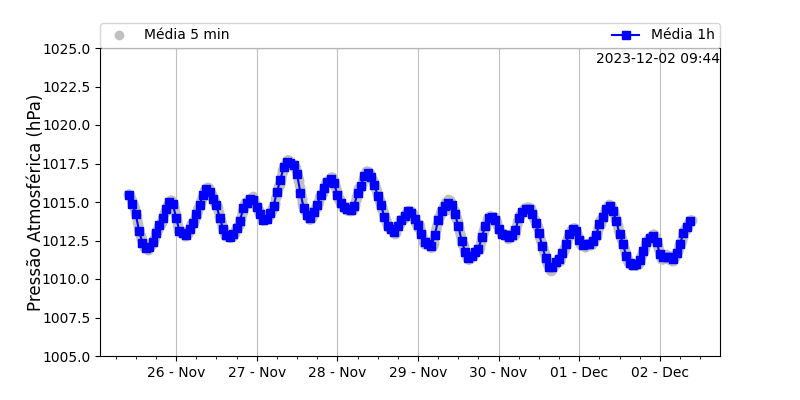 Média 5 min
Média 1h
2023-12-02 09:44
Pressão Atmosférica (hPa)
1025.0
1022.5
1020.0
1017.5
1015.0
1012.5
1010.0
1007.5
1005.0
26 - Nov
27 - Nov
28 - Nov
29 - Nov
30 - Nov
01 - Dec
02 - Dec